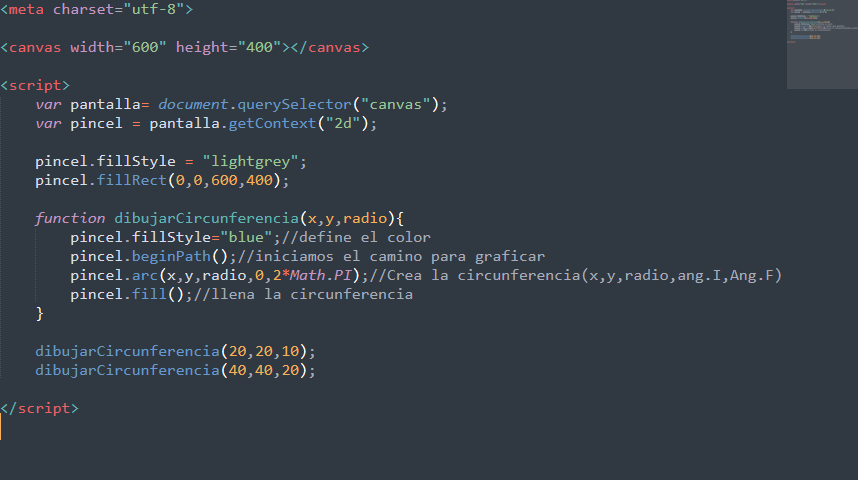 <meta charset="utf-8">
<canvas width="600" height="400"></canvas>
<script>
var pantalla= document.querySelector("canvas");
var pincel = pantalla.getContext("2d");
pincel.fillStyle = "lightgrey";
pincel.fillRect(0,0,600,400);
function dibujarCircunferencia(x,y,radio){
pincel.fillStyle="blue";//define el color
pincel.beginPath();//iniciamos el camino para graficar
pincel.arc(x,y,radio,0,2*Math.PI);//Crea la circunferencia(x,y,radio,ang.I,Ang.F)
pincel.fill();//llena la circunferencia
}
dibujarCircunferencia(20,20,10);
dibujarCircunferencia(40,40,20);
</script>